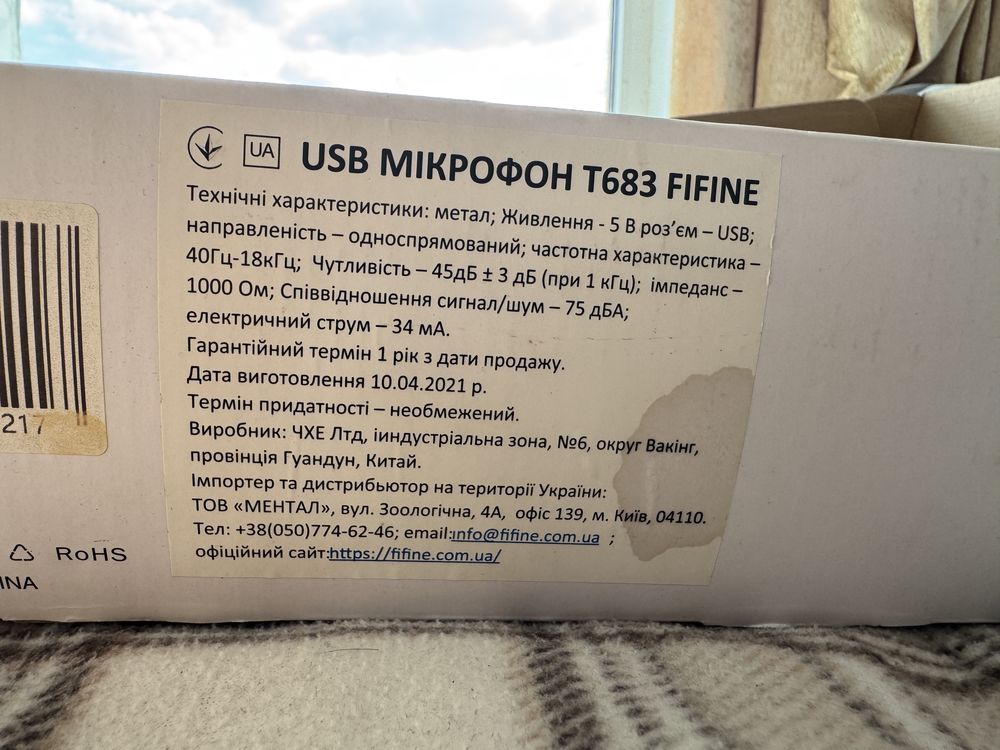 UA USB МІКРОФОН T683 FIFINE
Технічні характеристики: метал; Живлення - 5 В роз’єм – USB;
направленість – односпрямований; частотна характеристика –
40Гц-18кГц; Чутливість – 45дБ ± 3 дБ (при 1 кГц); імпеданс –
1000 Ом; Співвідношення сигнал/шум – 75 дБА;
електричний струм – 34 мА.
Гарантійний термін 1 рік з дати продажу.
Дата виготовлення 10.04.2021 р.
Термін придатності – необмежений.
Виробник: ЧХЕ Лтд,іиндустріальна зона, №6, округ Вакінг,
провінція Гуандун, Китай.
Імпортер та дистрибьютор на території України:
ТОВ «МЕНТАЛ», вул. Зоологічна, 4А, офіс 139, м. Київ, 04110.
Тел: +38(050)774-62-46; email:info@fifine.com.ua ;
офіційний сайт:https://fifine.com.ua/
217
RoHS
INA